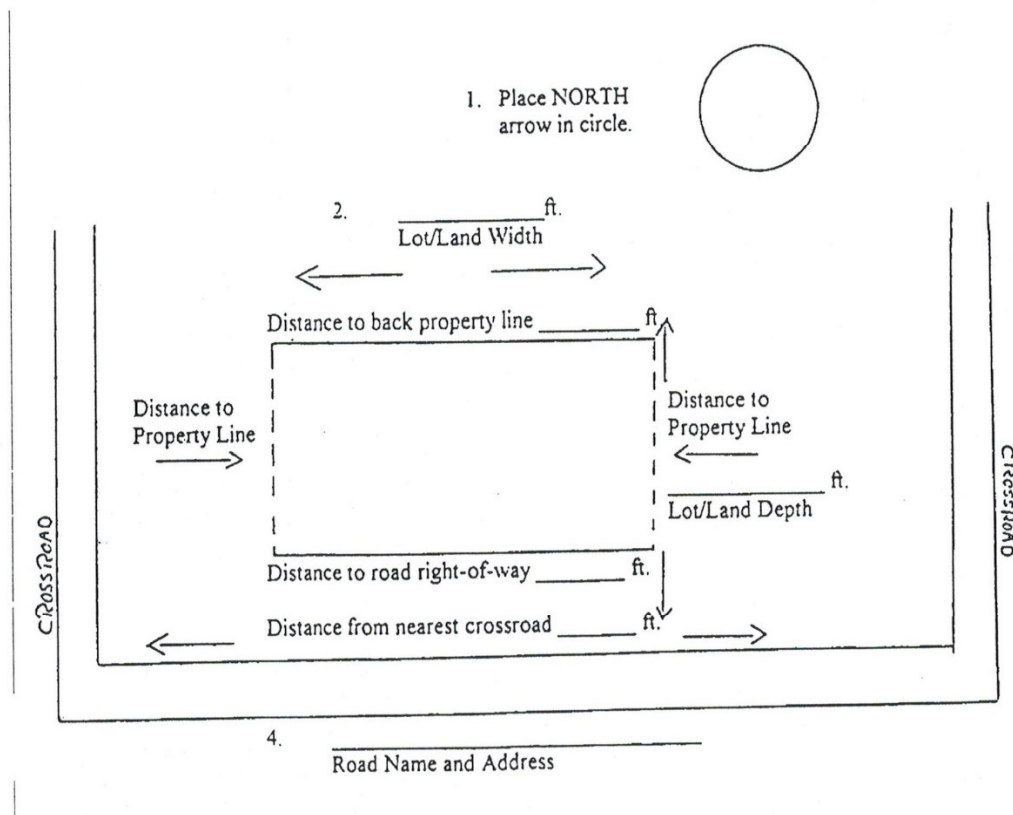 1. Place NORTH
arrow in circle.
2. ft.
Lot/Land Width
Distance to back property line ft
Distance to
Property Line
Distance to
Property Line
ft.
Lot/Land Depth
CROSSROAD
CROSSROAD
Distance to road right-of-way ft.
Distance from nearest crossroad ft.
4.
Road Name and Address